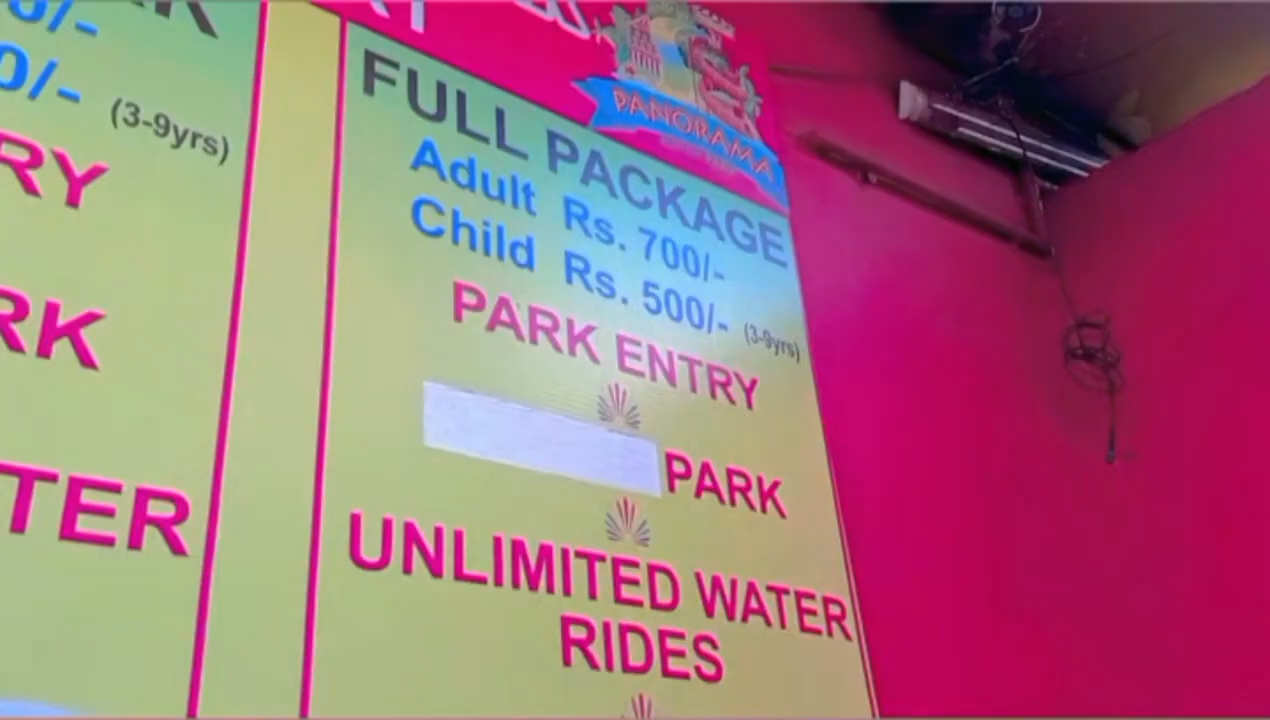 0/-
(3-9yrs)
RY
RK
TER
PANORAMA
FULL PACKAGE
Adult Rs. 700/-
Child Rs. 500/- (3-9yrs)
PARK ENTRY
PARK
UNLIMITED WATER
RIDES